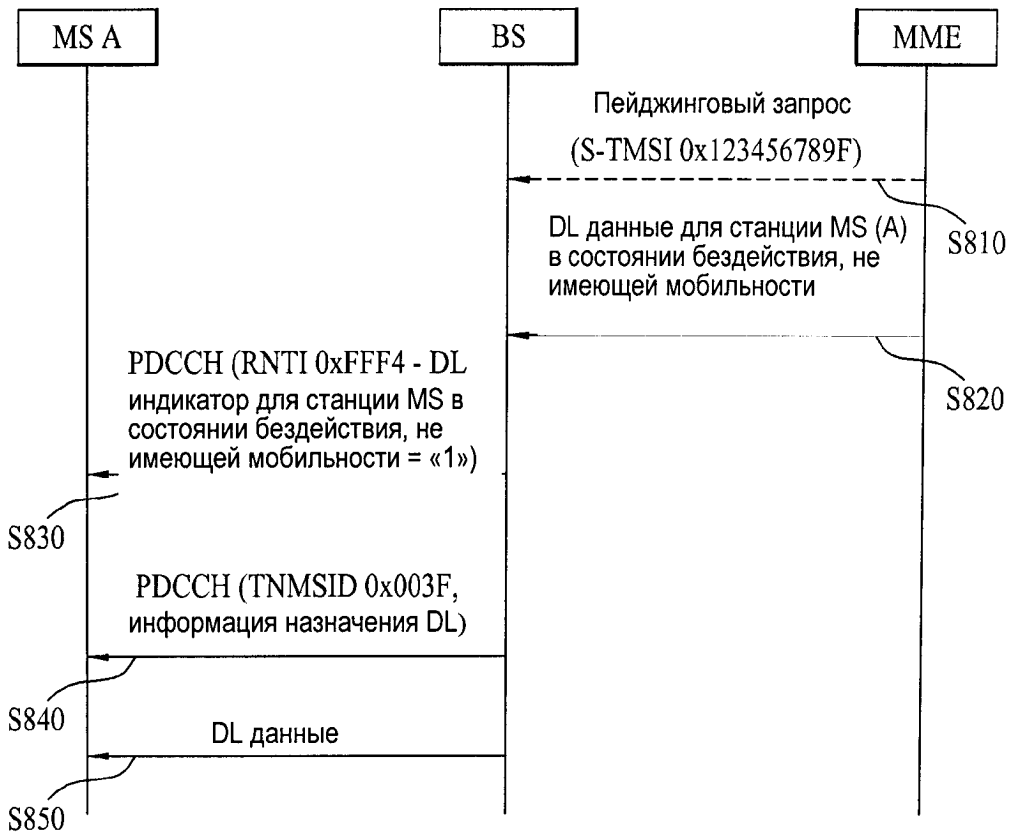 MS A
BS
MME
Пейджинговый запрос
(S-TMSI 0x123456789F)
S810
DL данные для станции MS (A)
в состоянии бездействия, не
имеющей мобильности
S820
PDCCH (RNTI 0xFFF4 - DL
индикатор для станции MS в
состоянии бездействия, не
имеющей мобильности = «1»)
S830
PDCCH (TNMSID 0x003F,
информация назначения DL)
S840
DL данные
S850